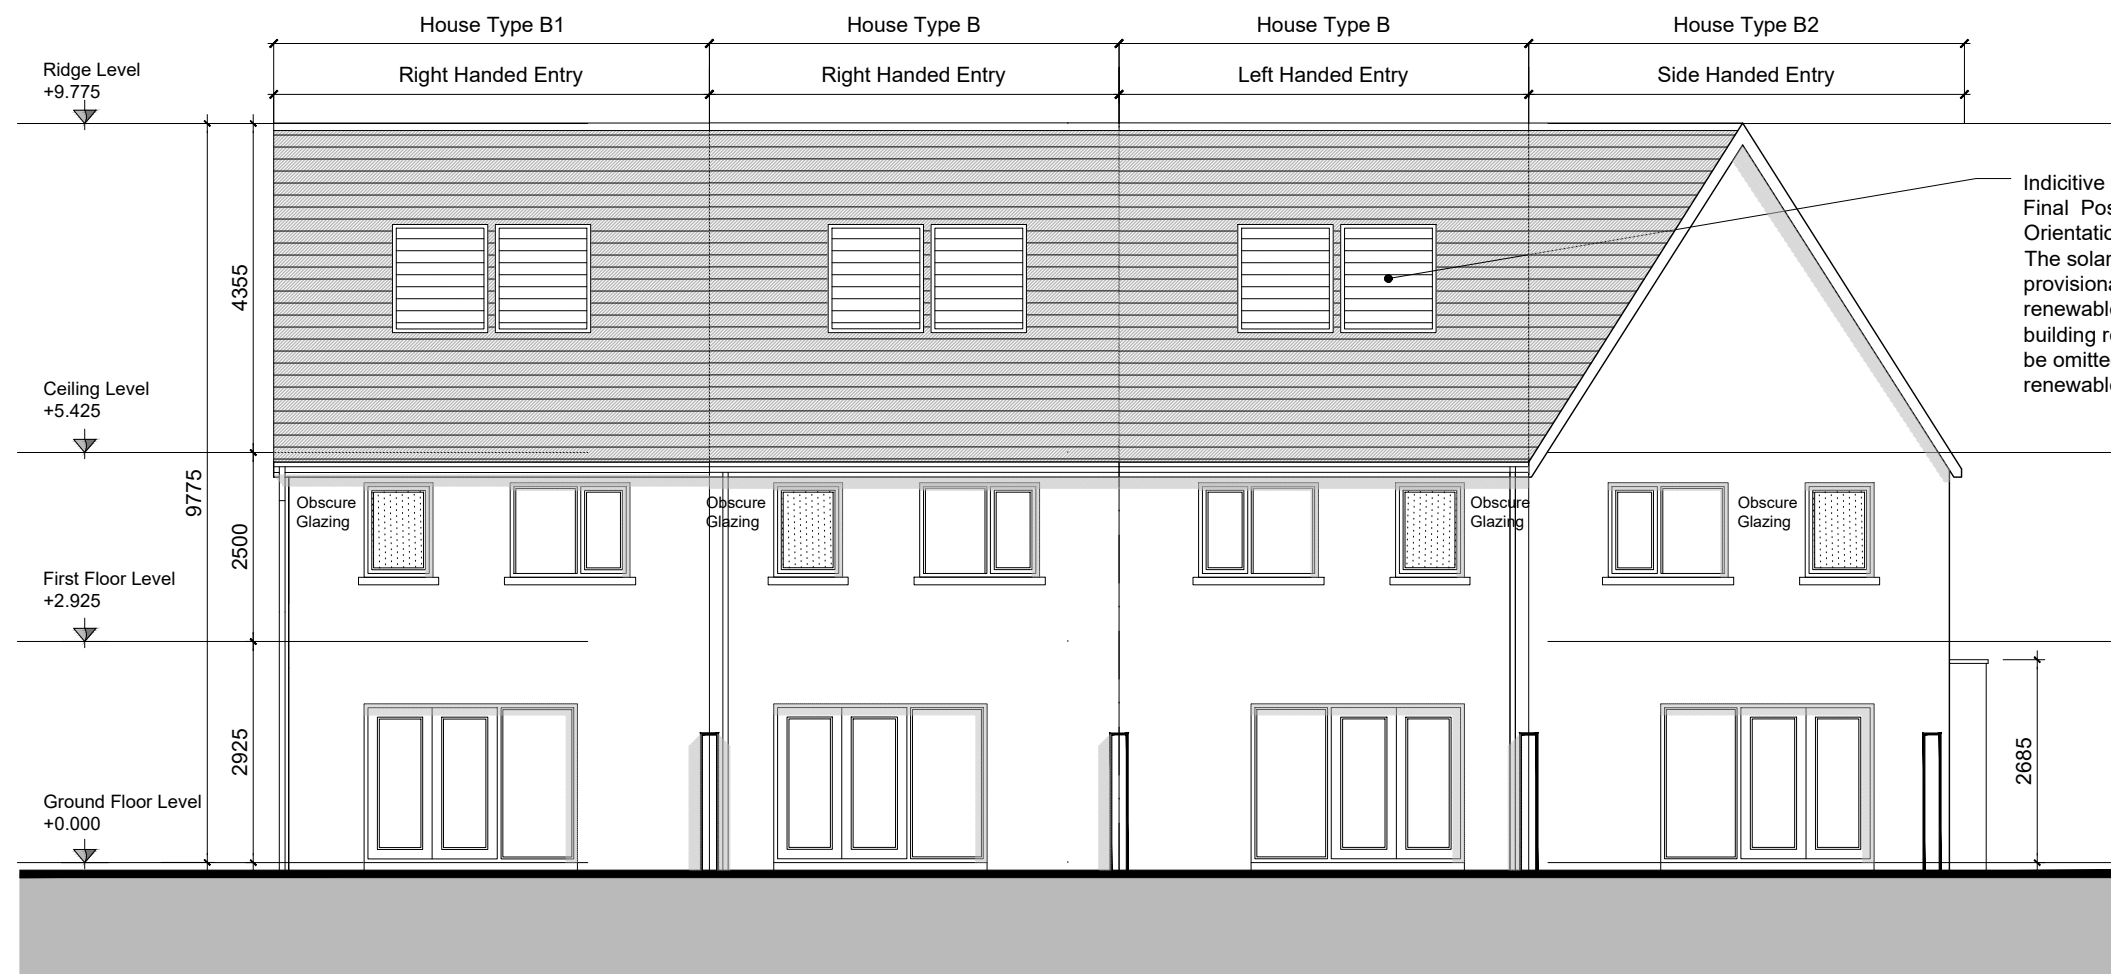 House Type B1
House Type B
House Type B
House Type B2
Right Handed Entry
Right Handed Entry
Left Handed Entry
Side Handed Entry
Ridge Level
+9.775
Indicitive
Final Pos
Orientatio
The solar
provisiona
renewable
building re
be omitte
renewable
4355
Ceiling Level
+5.425
9775
2500
Obscure
Glazing
Obscure
Glazing
Obscure
Glazing
Obscure
Glazing
First Floor Level
+2.925
2925
2685
Ground Floor Level
+0.000